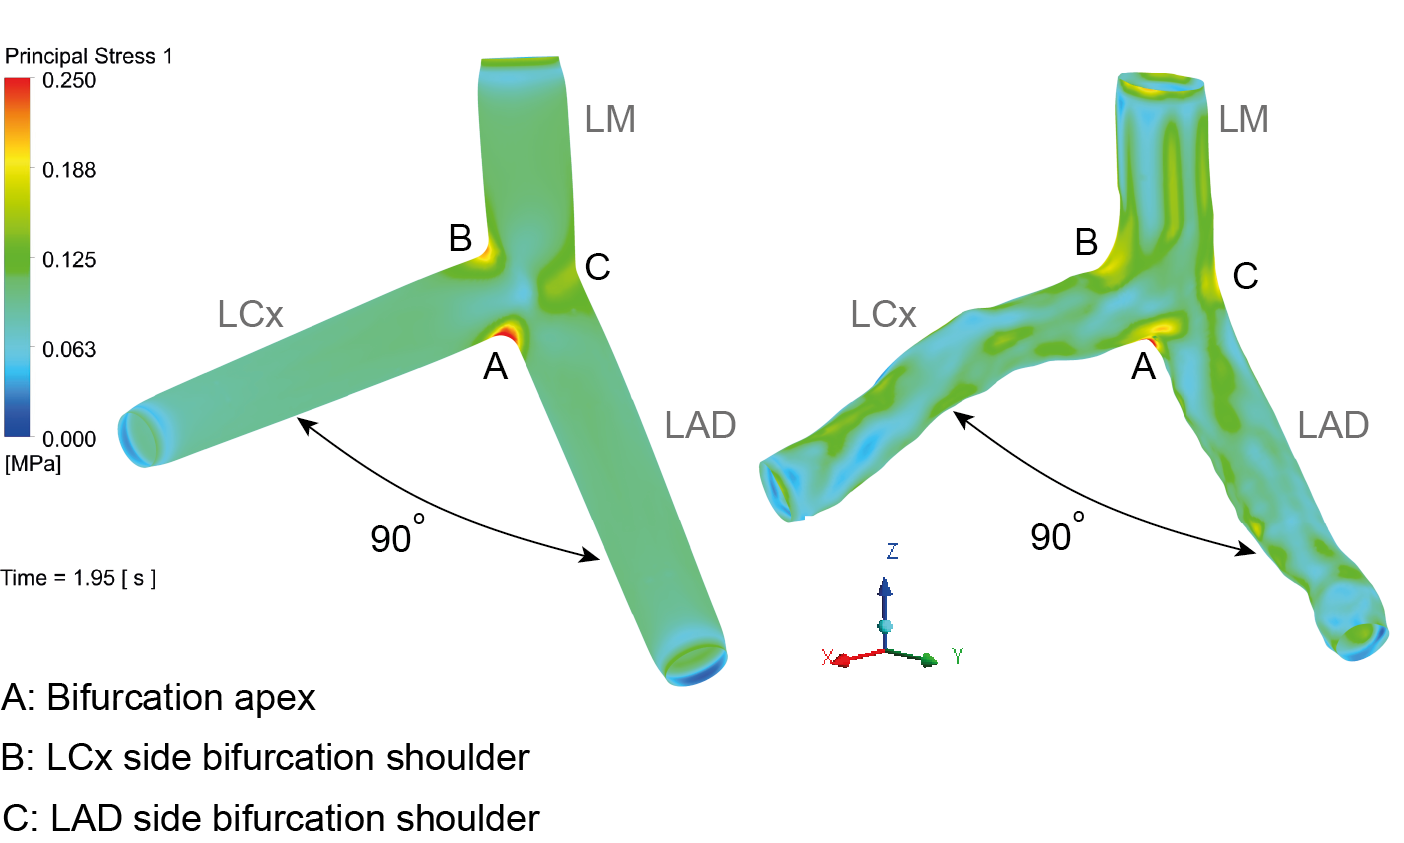 Principal Stress 1
0.250
0.188
0.125
0.063
0.000
[MPa]
LM
B
C
LCx
A
LAD
90°
Time = 1.95 [ s ]
LM
B
C
LCx
A
LAD
90°
Z
X
Y
A: Bifurcation apex
B: LCx side bifurcation shoulder
C: LAD side bifurcation shoulder